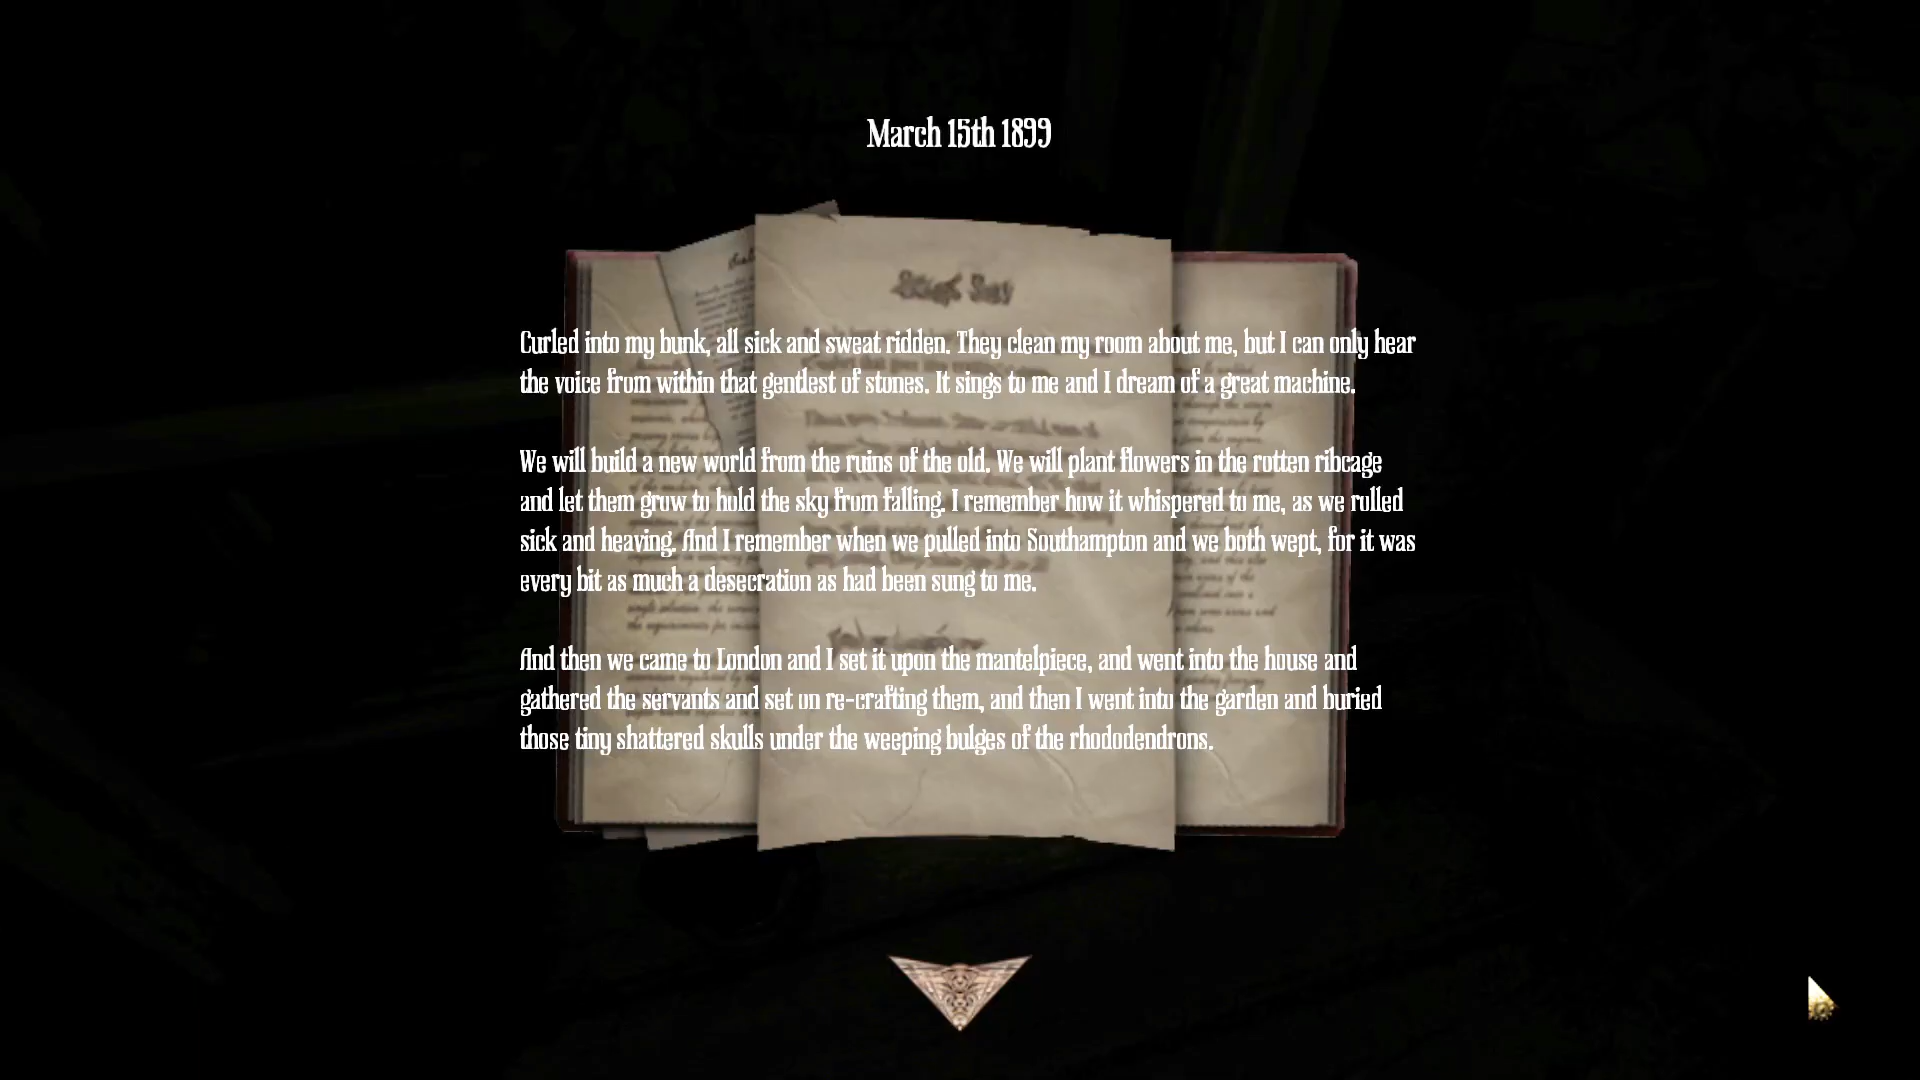 March 15th 1899
Curled into my bunk, all sick and sweat ridden. They clean my room about me, but I can only hear
the voice from within that gentlest of stones. It sings to me and I dream of a great machine.
We will build a new world from the ruins of the old. We will plant flowers in the rotten ribcage
and let them grow to hold the sky from falling. I remember how it whispered to me, as we rolled
sick and heaving. And I remember when we pulled into Southampton and we both wept, for it was
every bit as much a desecration as had been sung to me.
And then we came to London and I set it upon the mantelpiece, and went into the house and
gathered the servants and set on re-crafting them, and then I went into the garden and buried
those tiny shattered skulls under the weeping bulges of the rhododendrons.